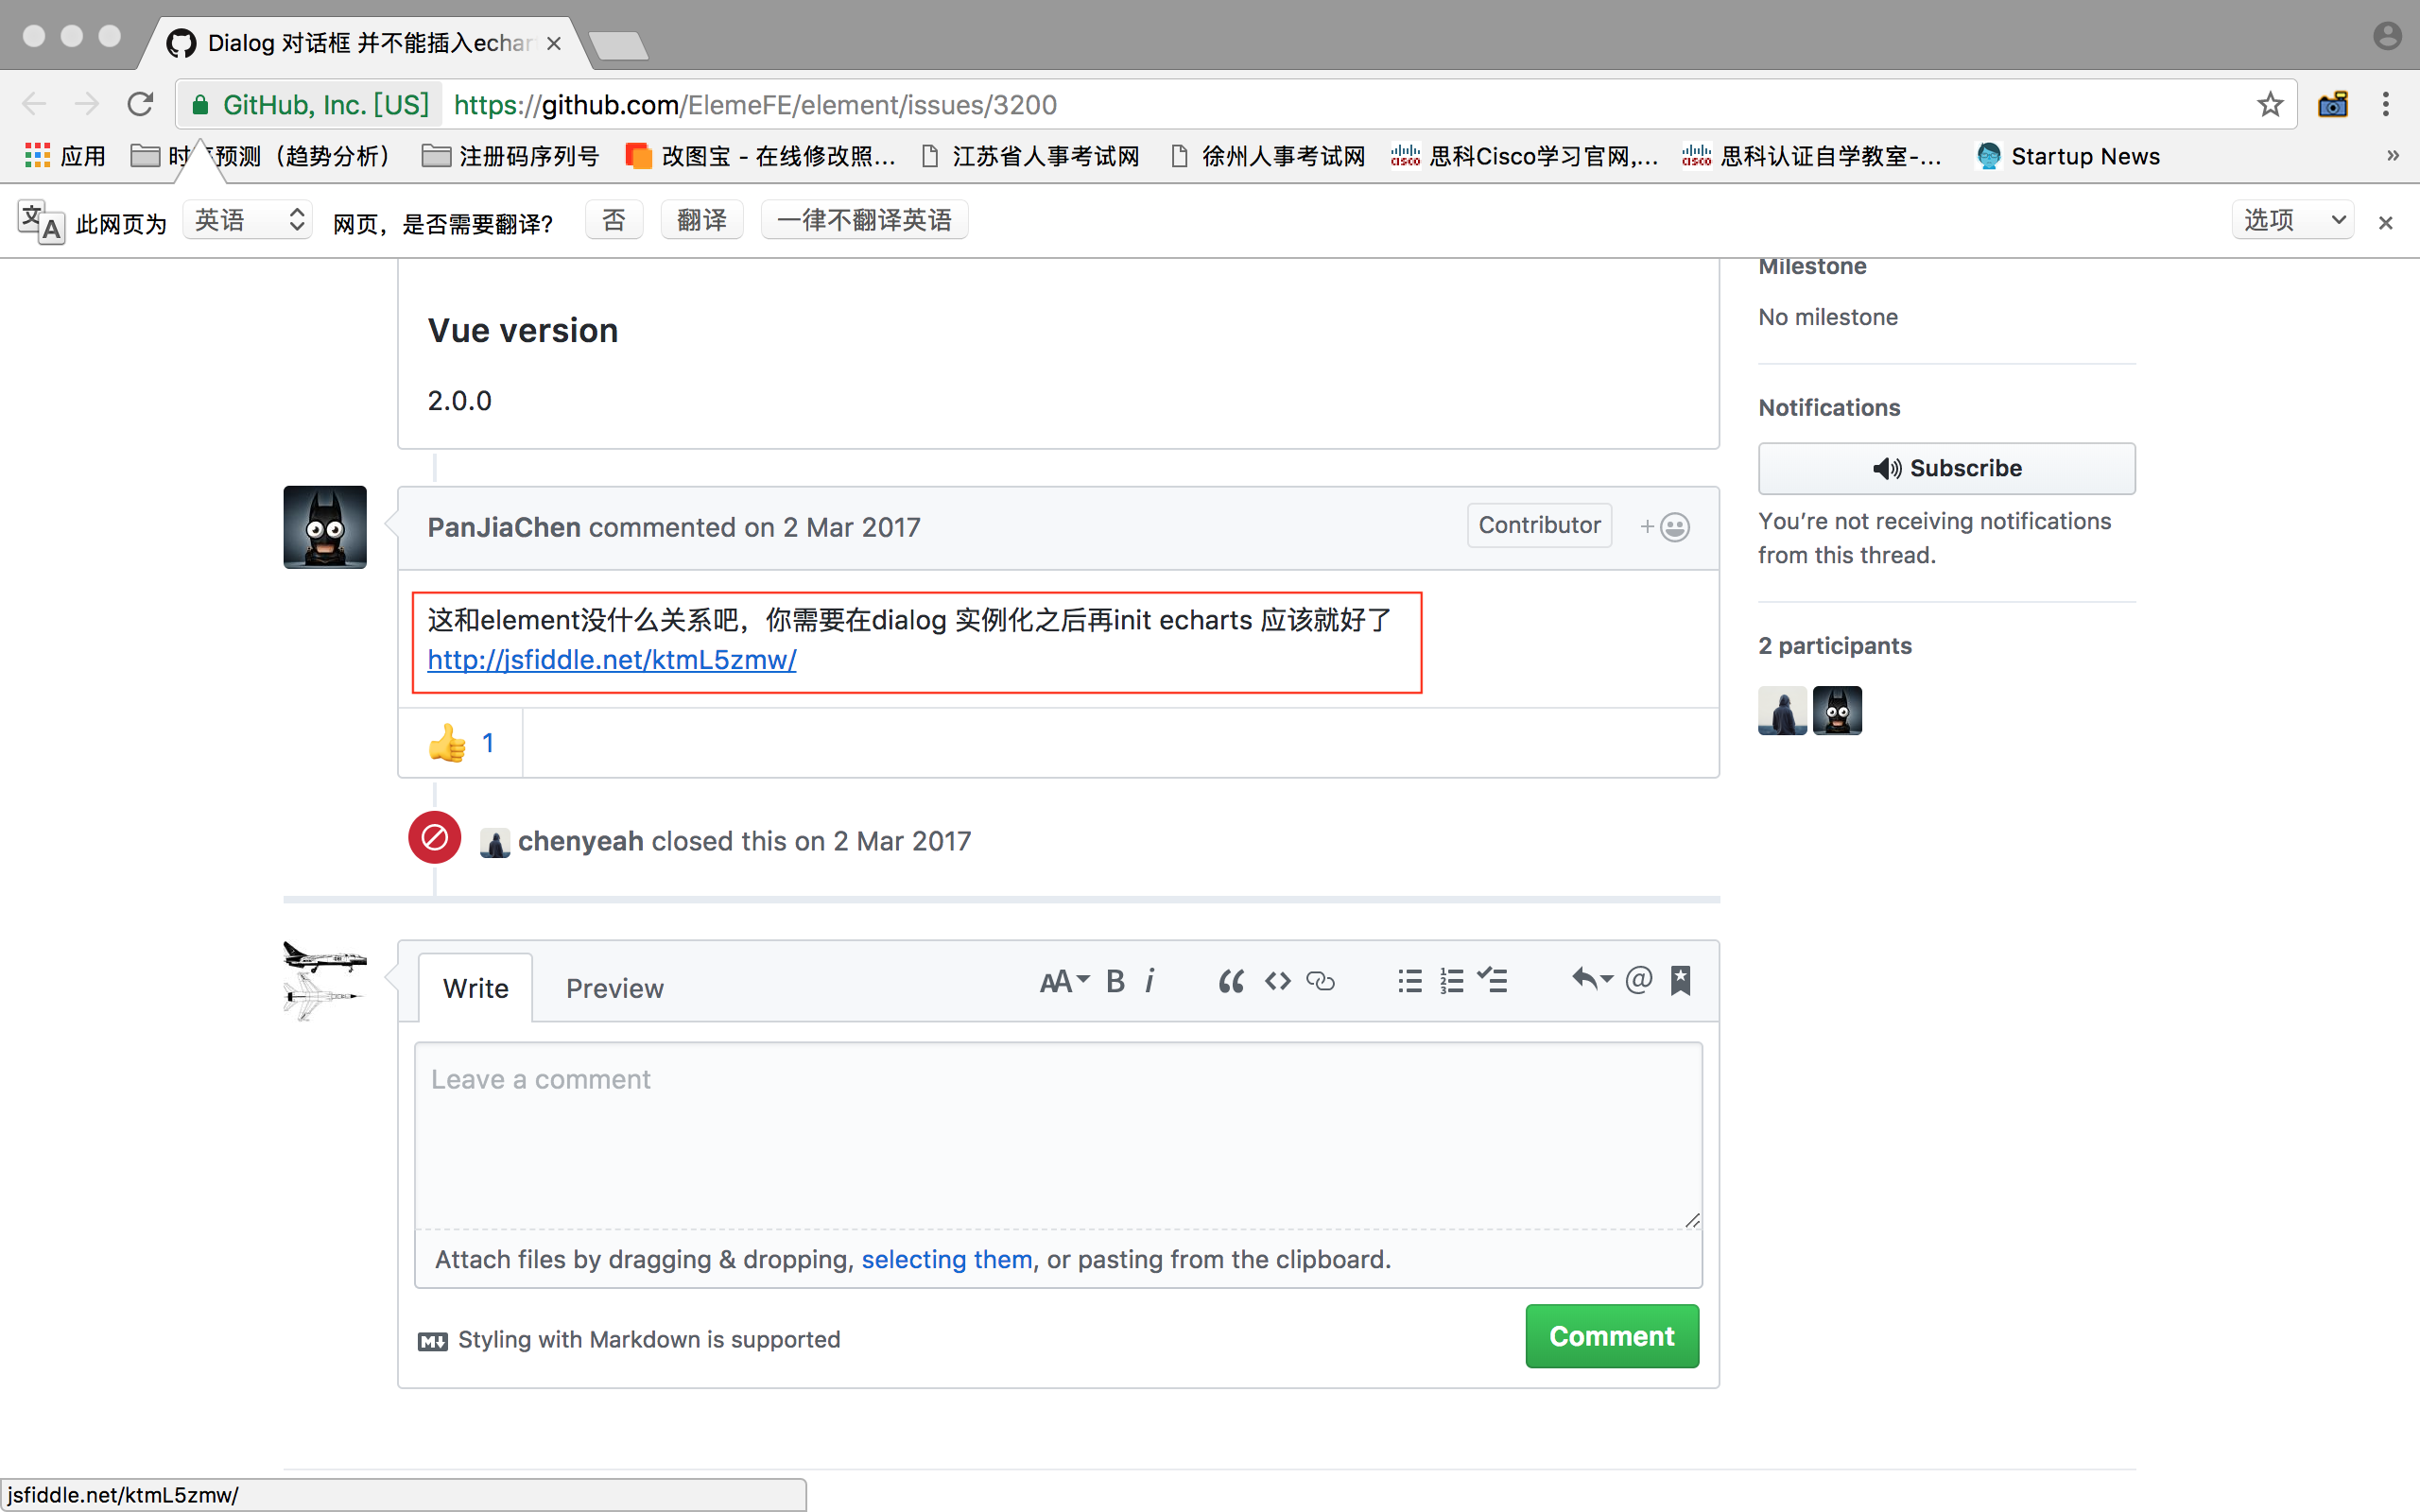 Dialog 对话框 并不能插入echar
GitHub, Inc. [US] https://github.com/ElemeFE/element/issues/3200
应用 预测（趋势分析） 注册码序列号 改图宝 - 在线修改照... 江苏省人事考试网 徐州人事考试网 思科Cisco学习官网,... 思科认证自学教室-... Startup News »
此网页为 英语 网页，是否需要翻译? 否 翻译 一律不翻译英语 选项
Milestone
No milestone
Vue version
2.0.0
Notifications
Subscribe
You’re not receiving notifications
from this thread.
2 participants
PanJiaChen commented on 2 Mar 2017 Contributor
这和element没什么关系吧，你需要在dialog 实例化之后再init echarts 应该就好了
http://jsfiddle.net/ktmL5zmw/
1
chenyeah closed this on 2 Mar 2017
Write Preview
Leave a comment
Attach files by dragging & dropping, selecting them, or pasting from the clipboard.
Styling with Markdown is supported
Comment
jsfiddle.net/ktmL5zmw/